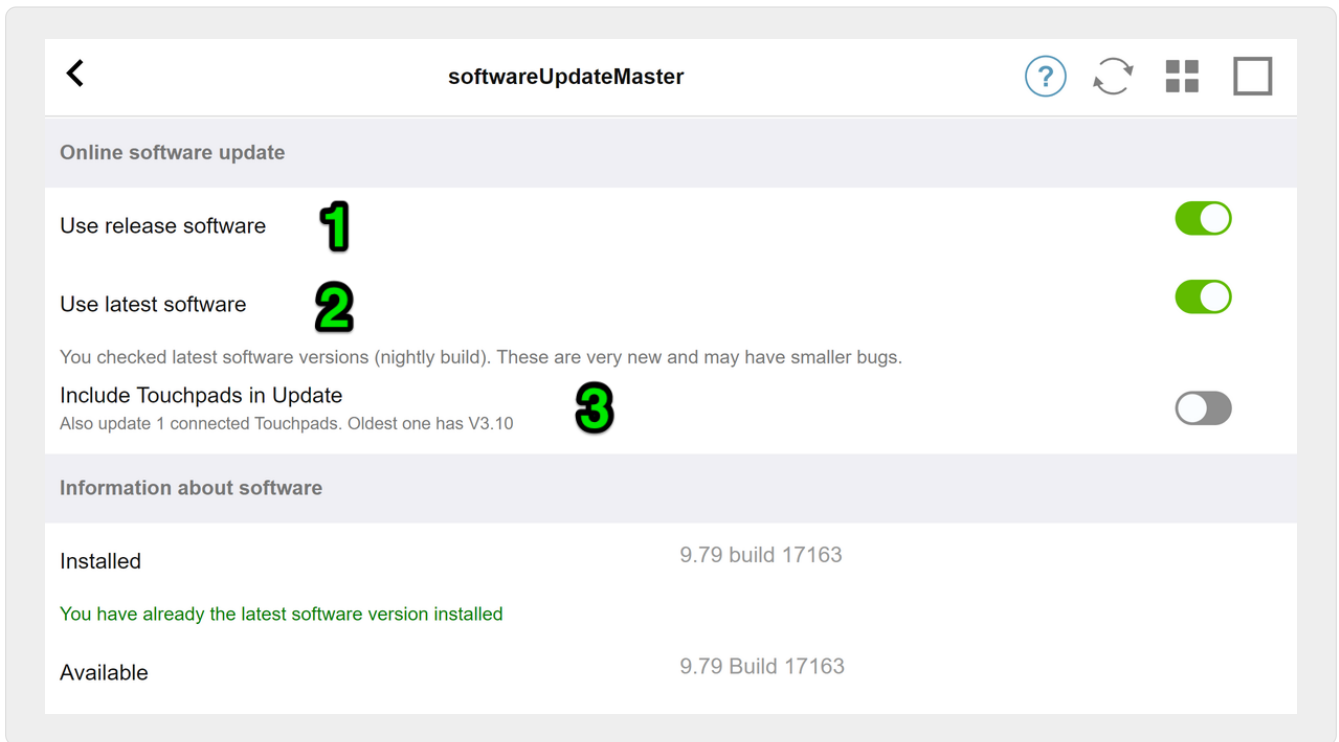 softwareUpdateMaster
?
Online software update
Use release software 1
Use latest software 2
You checked latest software versions (nightly build). These are very new and may have smaller bugs.
Include Touchpads in Update 3
Also update 1 connected Touchpads. Oldest one has V3.10
Information about software
Installed 9.79 build 17163
You have already the latest software version installed
Available 9.79 Build 17163